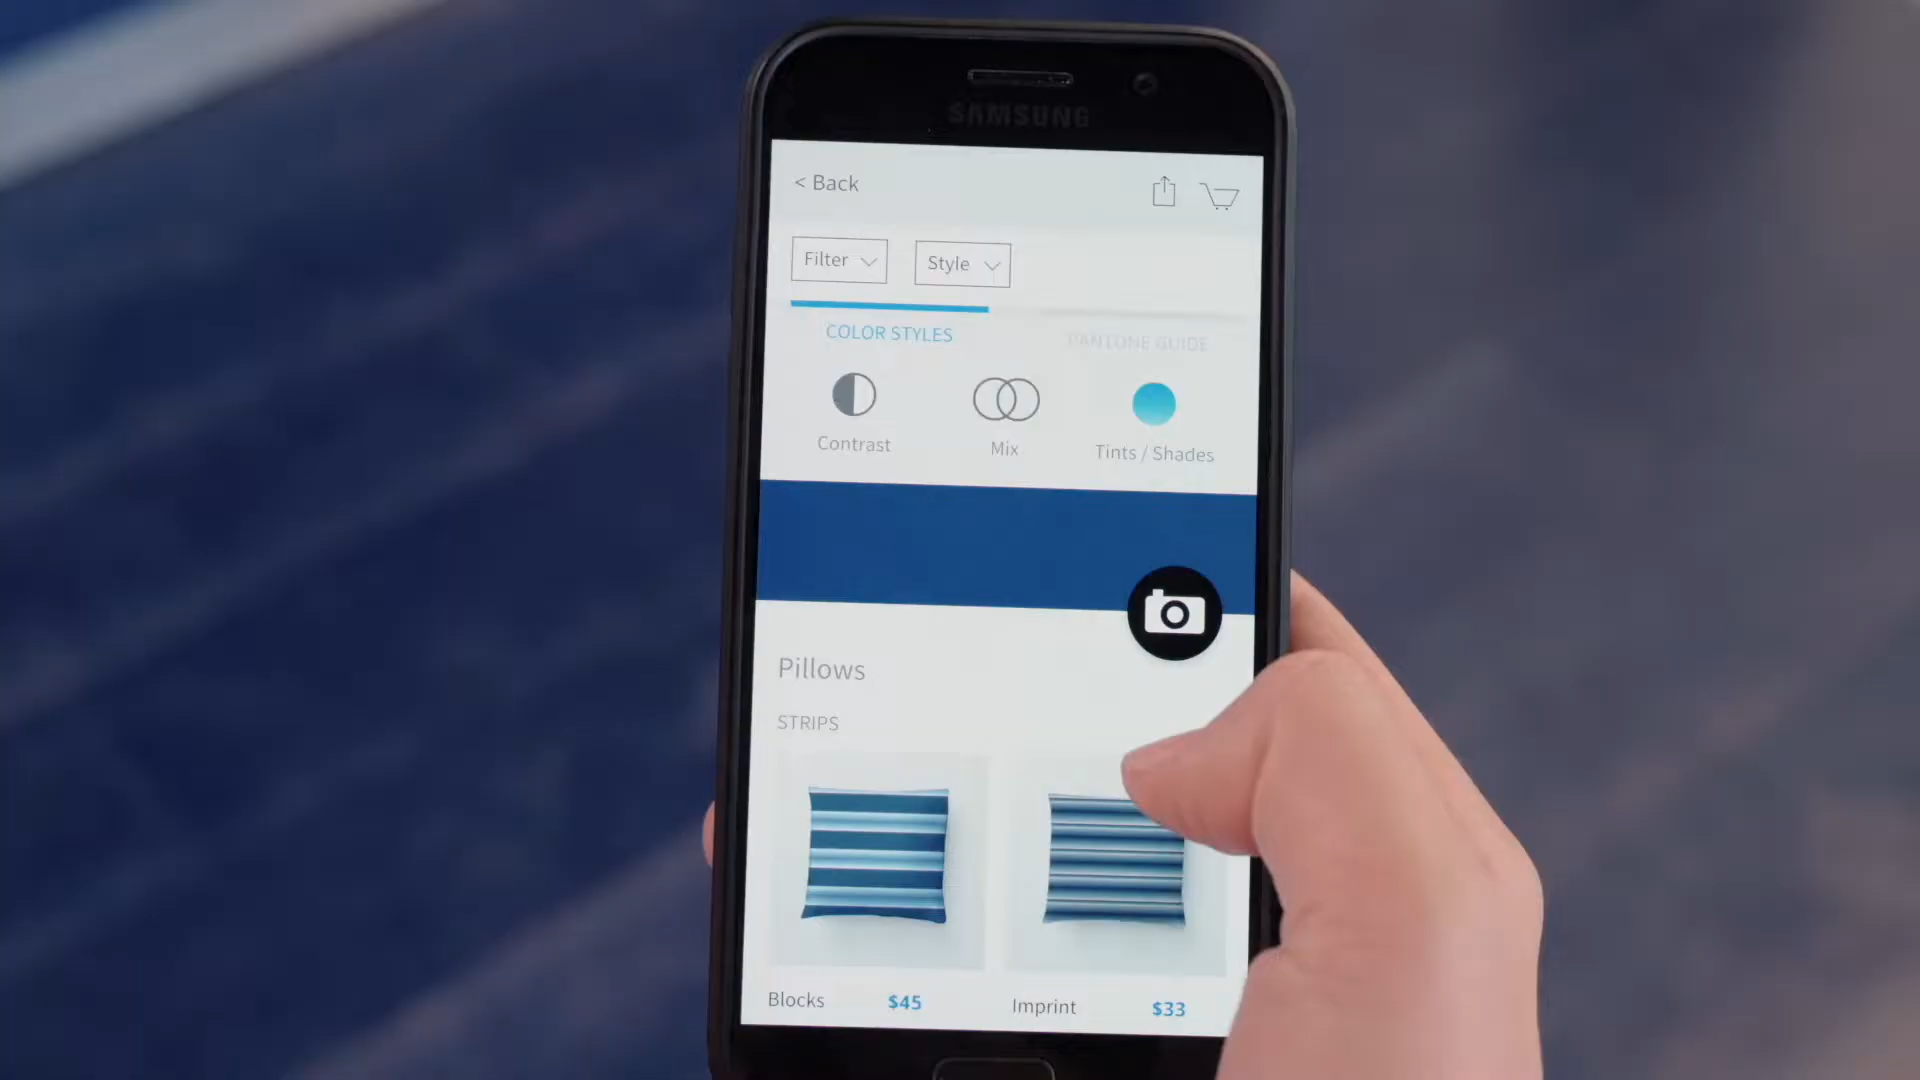 SAMSUNG
< Back
Filter Style
COLOR STYLES PANTONE GUIDE
Contrast Mix Tints / Shades
Pillows
STRIPS
Blocks $45 Imprint $33